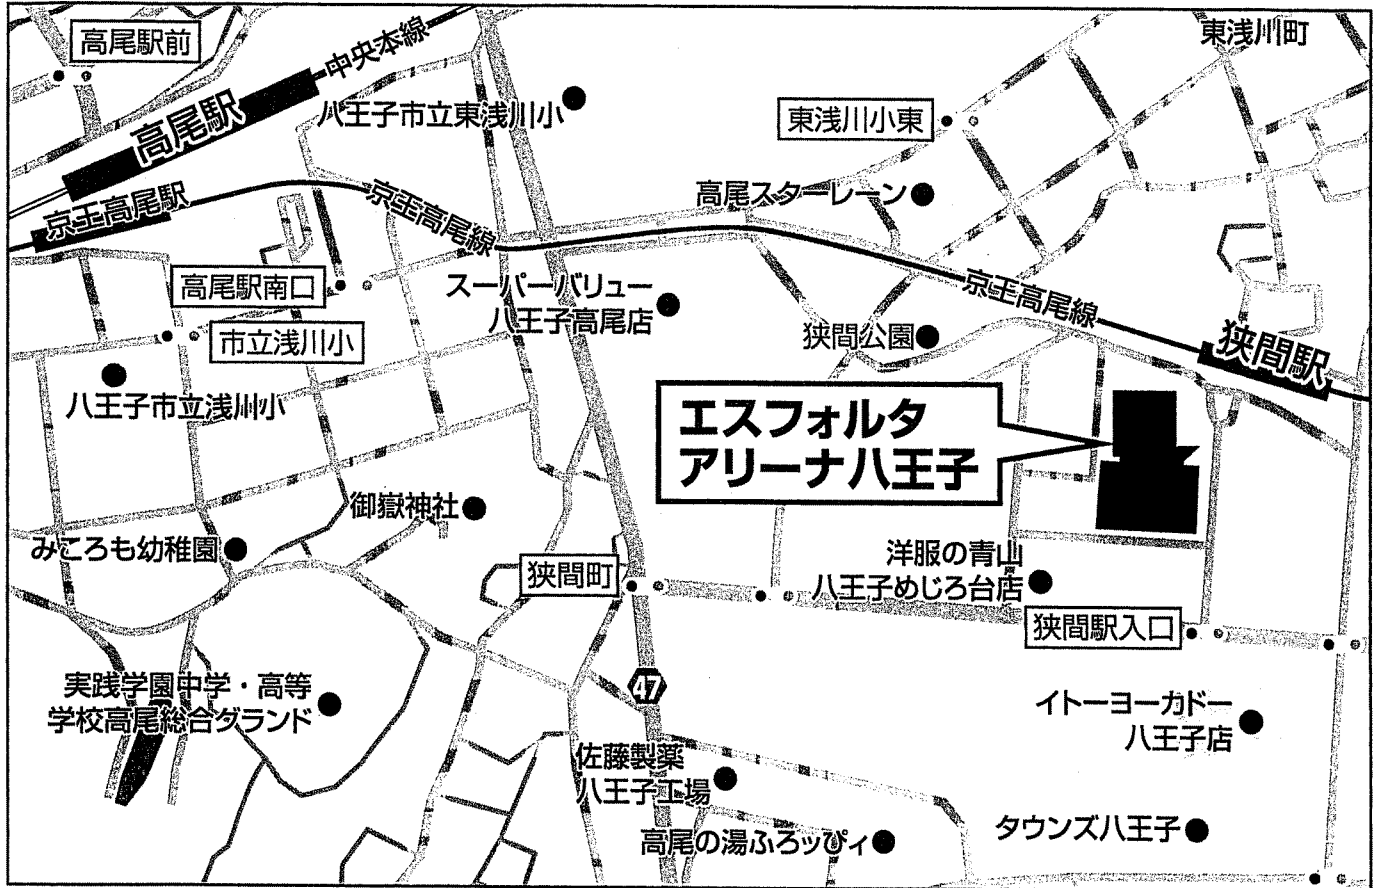 高尾駅前
中央本線
東浅川町
八王子市立東浅川小
東浅川小東
高尾駅
高尾スターレーン
京王高尾駅
京王高尾線
高尾駅南口
スーパーバリュー
八王子高尾店
京王高尾線
市立浅川小
狭間公園
狭間駅
八王子市立浅川小
エスフォルタ
アリーナ八王子
御嶽神社
みころも幼稚園
狭間町
洋服の青山
八王子めじろ台店
狭間駅入口
47
実践学園中学・高等
学校高尾総合グランド
イトーヨーカドー
八王子店
佐藤製薬
八王子工場
高尾の湯ふろッぴィ
タウンズ八王子